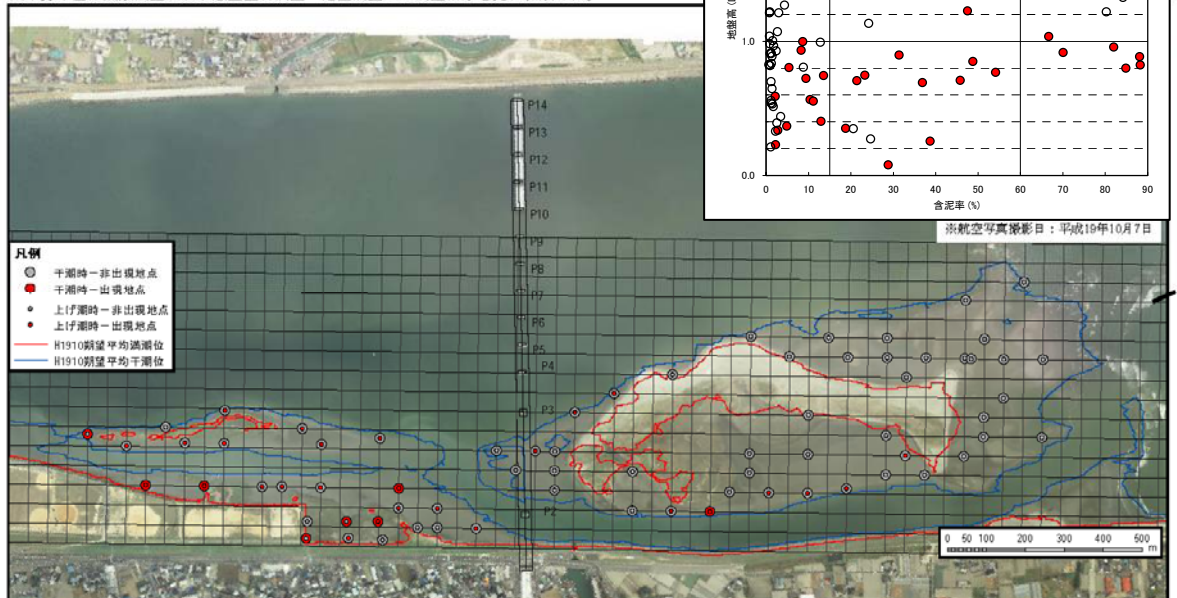 地盤高
1.0
0.0
0 10 20 30 40 50 60 70 80 90
含泥率(%)
※航空写真撮影日：平成19年10月7日
P14
P13
P12
P11
P10
P9
P8
P7
P6
P5
P4
P3
P2
凡例
干潮時－非出現地点
干潮時－出現地点
上げ潮時－非出現地点
上げ潮時－出現地点
H1910期望平均満潮位
H1910期望平均干潮位
0 50 100 200 300 400 500
m